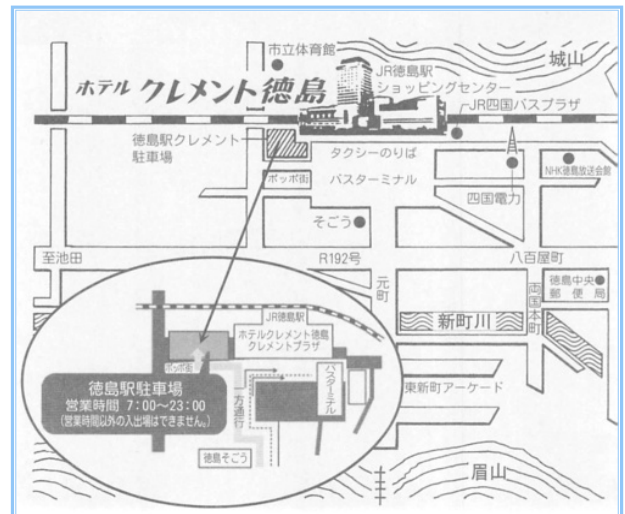 市立体育館
城山
JR徳島駅
ショッピングセンター
ホテル クレメント徳島
JR四国バスプラザ
徳島駅クレメント
駐車場
タクシーのりば
ポッポ街
バスターミナル
四国電力
NHK徳島放送会館
そごう
至池田
R192号
八百屋町
元町
両国本町
徳島中央
郵便局
新町川
JR徳島駅
ホテルクレメント徳島
クレメントプラザ
ポッポ街
バスターミナル
徳島駅駐車場
営業時間 7:00〜23:00
(営業時間以外の入出場はできません。)
一方通行
徳島そごう
東新町アーケード
眉山